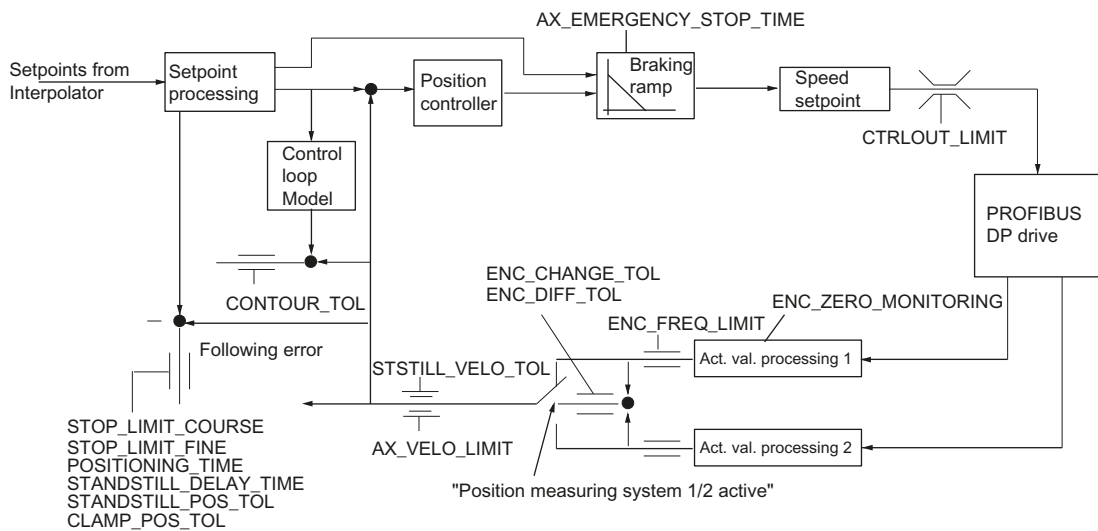 AX_EMERGENCY_STOP_TIME
Setpoints from
Interpolator
Setpoint
processing
Position
controller
Braking
ramp
Speed
setpoint
CTRLOUT_LIMIT
Control
loop
Model
PROFIBUS
DP drive
CONTOUR_TOL
ENC_CHANGE_TOL
ENC_DIFF_TOL
ENC_ZERO_MONITORING
ENC_FREQ_LIMIT
–
Following error
Act. val. processing 1
STSTILL_VELO_TOL
AX_VELO_LIMIT
Act. val. processing 2
"Position measuring system 1/2 active"
STOP_LIMIT_COURSE
STOP_LIMIT_FINE
POSITIONING_TIME
STANDSTILL_DELAY_TIME
STANDSTILL_POS_TOL
CLAMP_POS_TOL